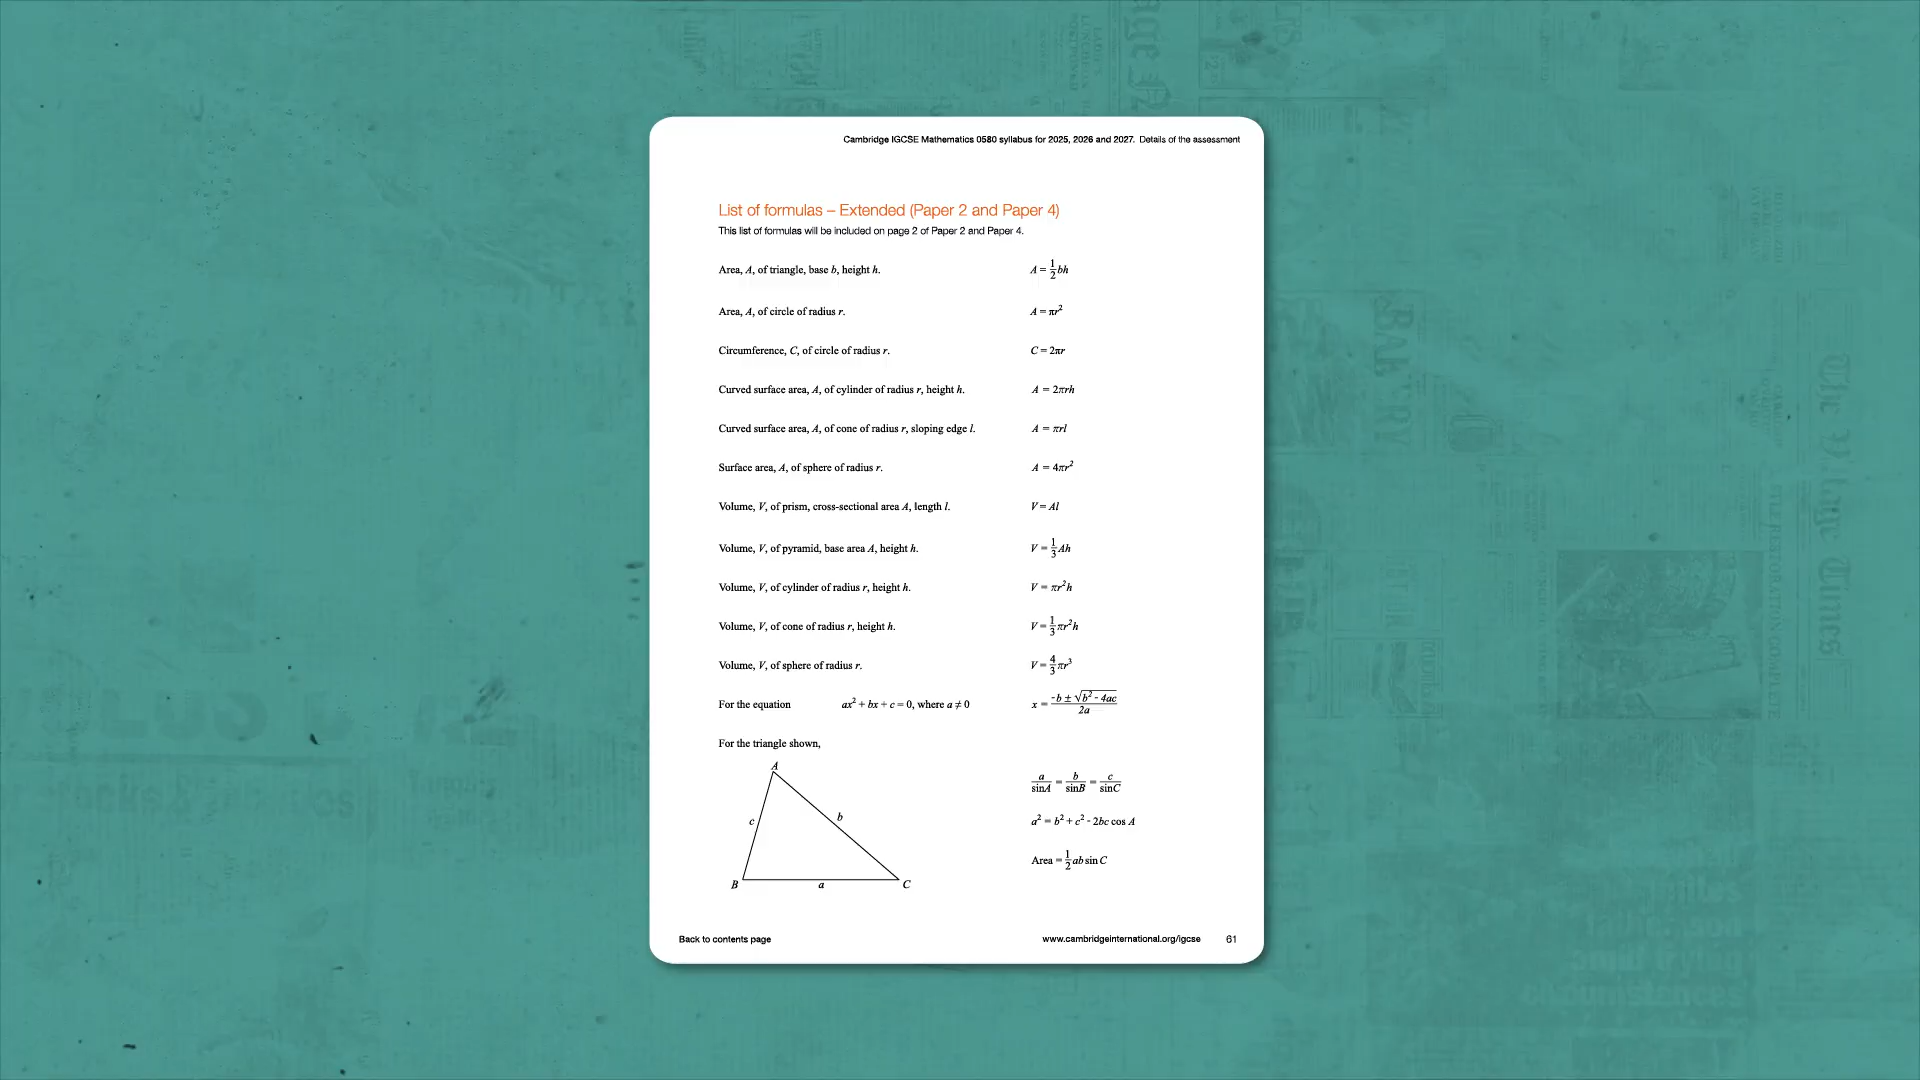 Cambridge IGCSE Mathematics 0580 syllabus for 2025, 2026 and 2027. Details of the assessment
List of formulas – Extended (Paper 2 and Paper 4)
This list of formulas will be included on page 2 of Paper 2 and Paper 4.
Area, A, of triangle, base b, height h. A = 1/2 bh
Area, A, of circle of radius r. A = πr²
Circumference, C, of circle of radius r. C = 2πr
Curved surface area, A, of cylinder of radius r, height h. A = 2πrh
Curved surface area, A, of cone of radius r, sloping edge l. A = πrl
Surface area, A, of sphere of radius r. A = 4πr²
Volume, V, of prism, cross-sectional area A, length l. V = Al
Volume, V, of pyramid, base area A, height h. V = 1/3 Ah
Volume, V, of cylinder of radius r, height h. V = πr²h
Volume, V, of cone of radius r, height h. V = 1/3 πr²h
Volume, V, of sphere of radius r. V = 4/3 πr³
For the equation ax² + bx + c = 0, where a ≠ 0 x = (-b ± √(b² - 4ac)) / 2a
For the triangle shown,
A
c
b
B
a
C
a/sinA = b/sinB = c/sinC
a² = b² + c² - 2bc cos A
Area = 1/2 ab sin C
Back to contents page
www.cambridgeinternational.org/igcse 61